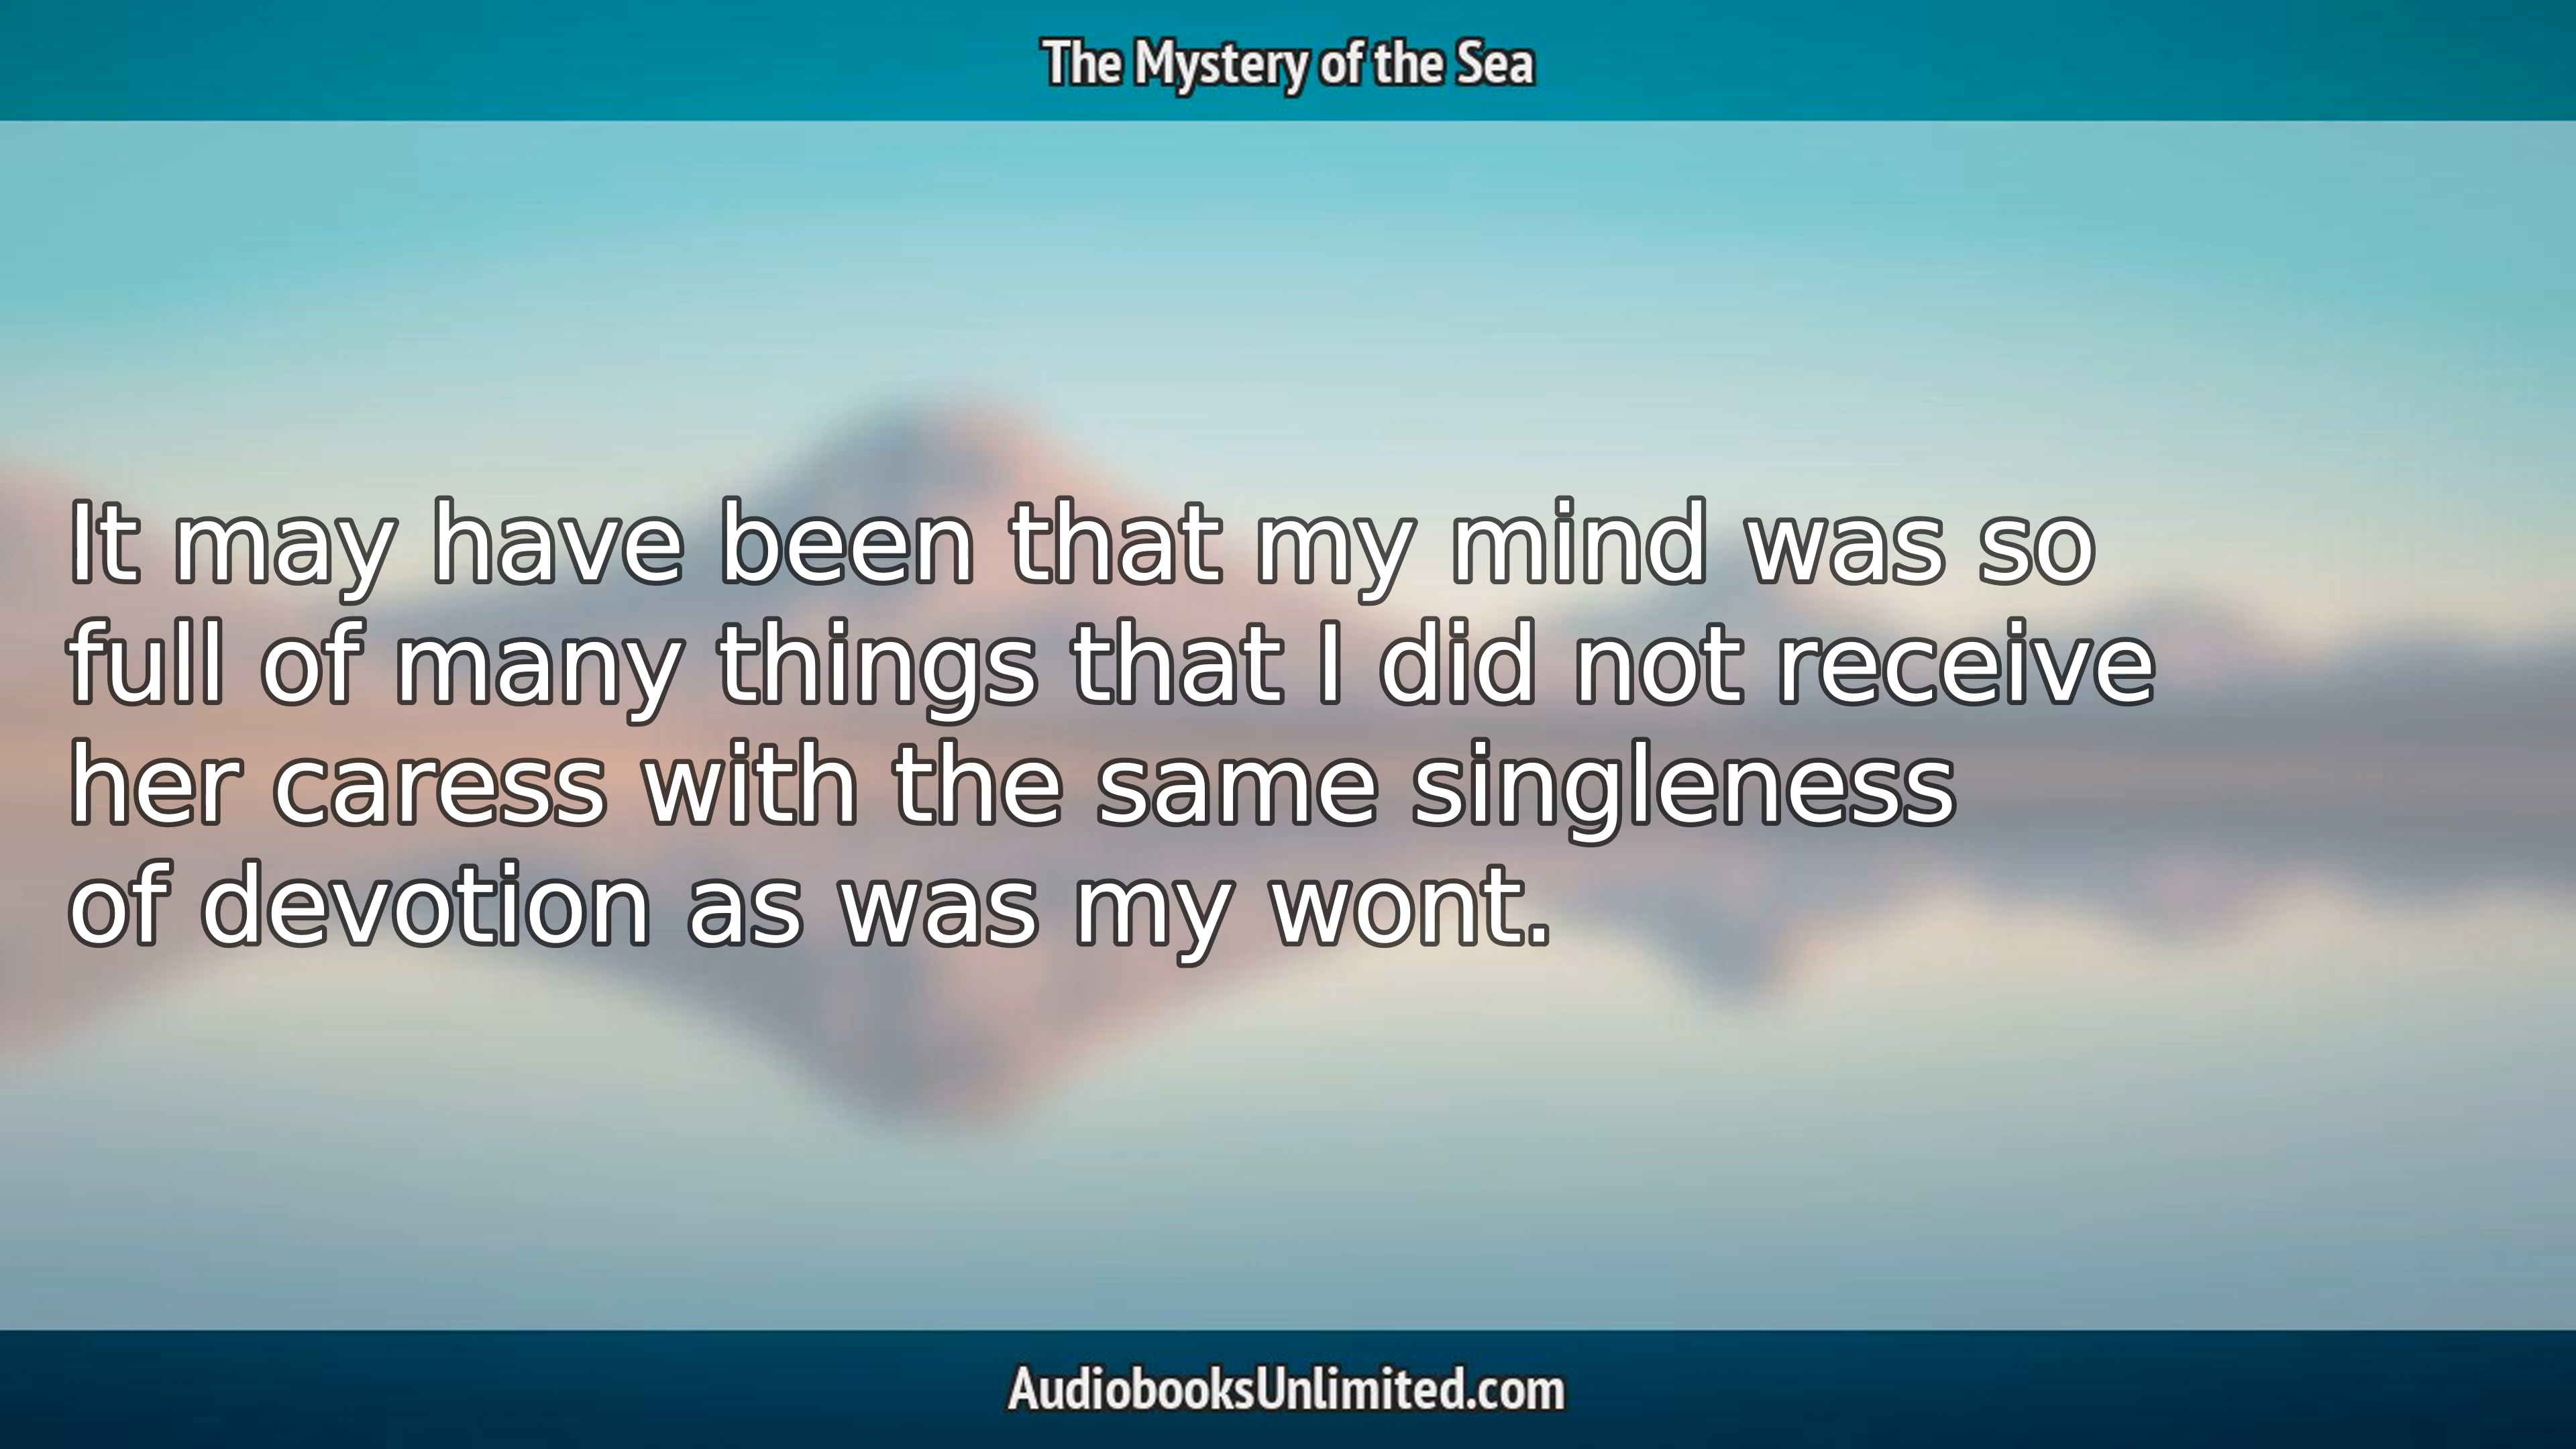 The Mystery of the Sea
It may have been that my mind was so
full of many things that I did not receive
her caress with the same singleness
of devotion as was my wont.
AudiobooksUnlimited.com